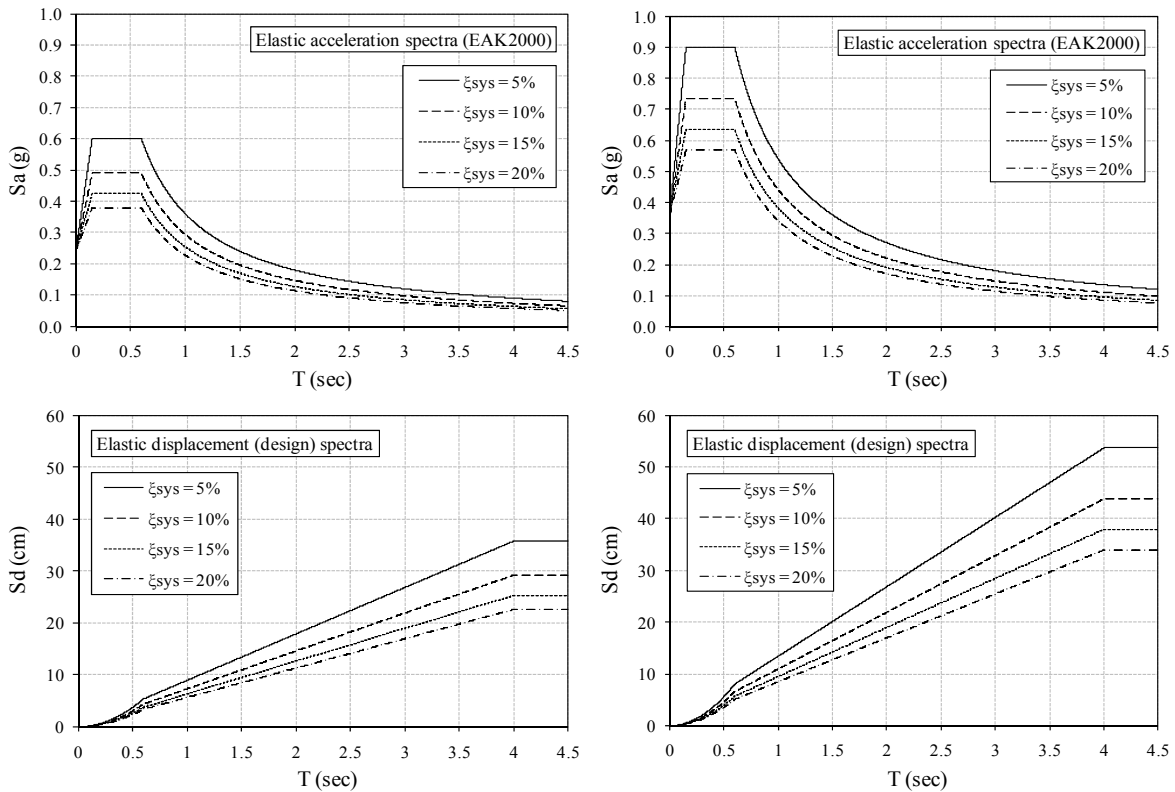 Elastic acceleration spectra (EAK2000)
ξsys = 5%
ξsys = 10%
ξsys = 15%
ξsys = 20%
Sa (g)
1.0
0.9
0.8
0.7
0.6
0.5
0.4
0.3
0.2
0.1
0.0
0 0.5 1 1.5 2 2.5 3 3.5 4 4.5
T (sec)
Elastic acceleration spectra (EAK2000)
ξsys = 5%
ξsys = 10%
ξsys = 15%
ξsys = 20%
Sa (g)
1.0
0.9
0.8
0.7
0.6
0.5
0.4
0.3
0.2
0.1
0.0
0 0.5 1 1.5 2 2.5 3 3.5 4 4.5
T (sec)
Elastic displacement (design) spectra
ξsys = 5%
ξsys = 10%
ξsys = 15%
ξsys = 20%
Sd (cm)
60
50
40
30
20
10
0
0 0.5 1 1.5 2 2.5 3 3.5 4 4.5
T (sec)
Elastic displacement (design) spectra
ξsys = 5%
ξsys = 10%
ξsys = 15%
ξsys = 20%
Sd (cm)
60
50
40
30
20
10
0
0 0.5 1 1.5 2 2.5 3 3.5 4 4.5
T (sec)